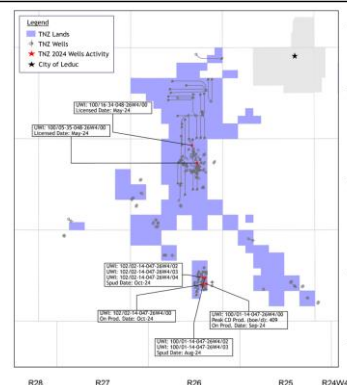 Legend
TNZ Lands
TNZ Wells
TNZ 2024 Wells Activity
City of Leduc
UWI: 100/16-34-048-26W4/00
Licensed Date: May-24
UWI: 100/05-35-048-26W4/00
Licensed Date: May-24
UWI: 102/02-14-047-26W4/02
UWI: 102/02-14-047-26W4/03
UWI: 102/02-14-047-26W4/04
Spud Date: Oct-24
UWI: 102/02-14-047-26W4/00
On Prod. Date: Oct-24
UWI: 100/01-14-047-26W4/00
Peak CD Prod. (boe/d): 409
On Prod. Date: Sep-24
UWI: 100/01-14-047-26W4/02
UWI: 100/01-14-047-26W4/03
Spud Date: Aug-24
R28 R27 R26 R25 R24W4